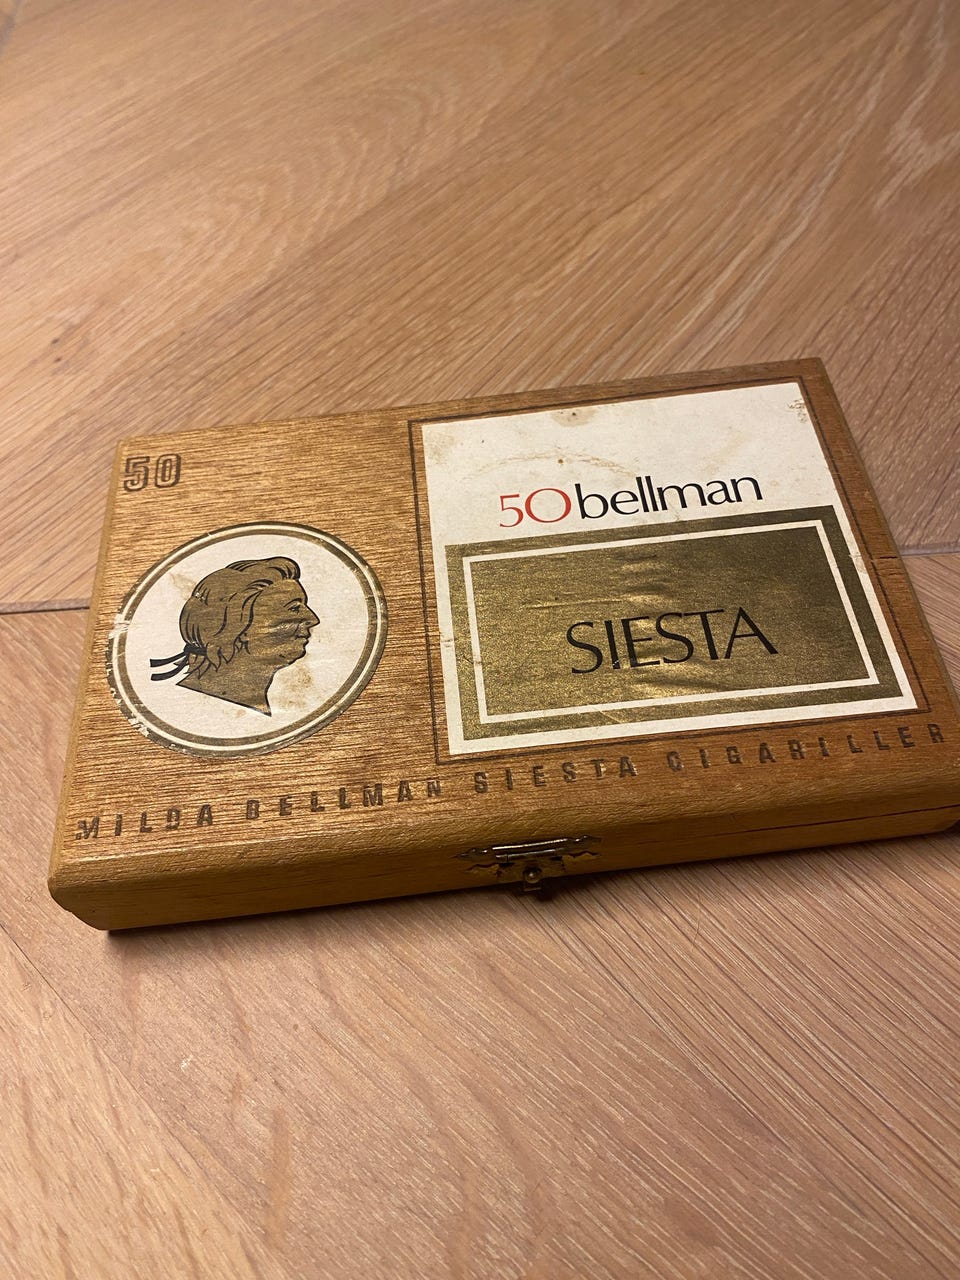 50
50bellman
SIESTA
MILDA BELLMAN SIESTA CIGARILLER